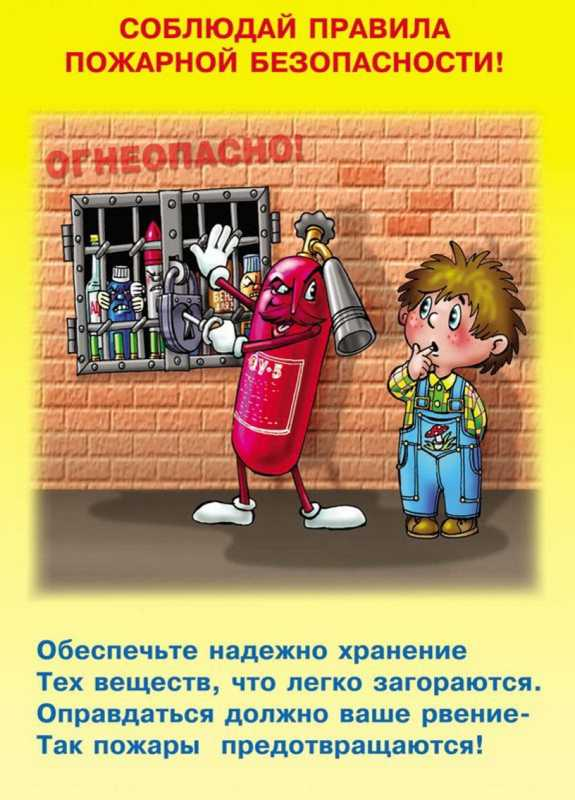 СОБЛЮДАЙ ПРАВИЛА
ПОЖАРНОЙ БЕЗОПАСНОСТИ!
ОГНЕОПАСНО!
БЕН
ОУ-5
Обеспечьте надежно хранение
Тех веществ, что легко загораются.
Оправдаться должно ваше рвение-
Так пожары предотвращаются!